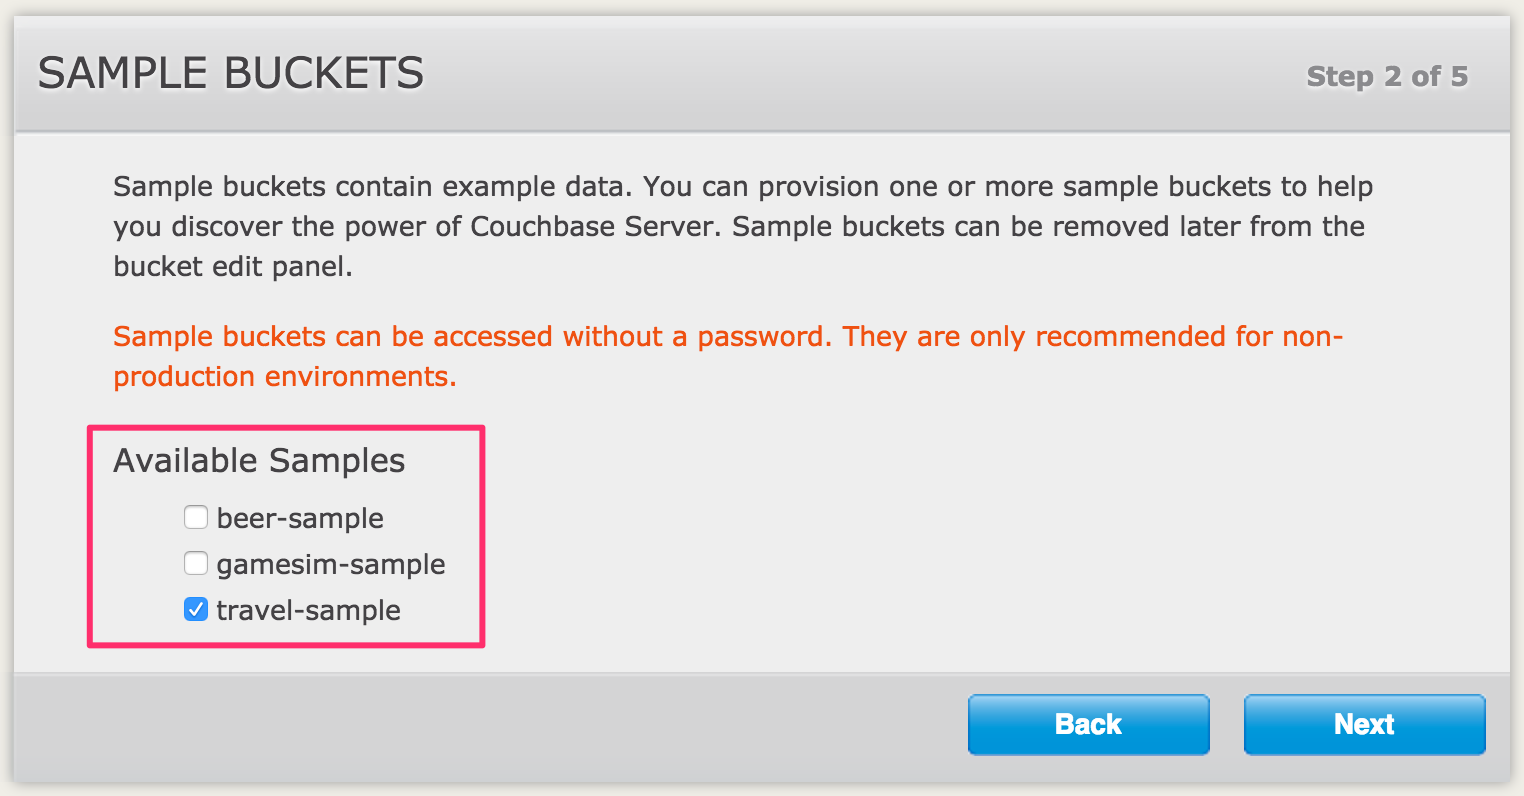 SAMPLE BUCKETS
Step 2 of 5
Sample buckets contain example data. You can provision one or more sample buckets to help
you discover the power of Couchbase Server. Sample buckets can be removed later from the
bucket edit panel.
Sample buckets can be accessed without a password. They are only recommended for non-
production environments.
Available Samples
beer-sample
gamesim-sample
travel-sample
Back
Next